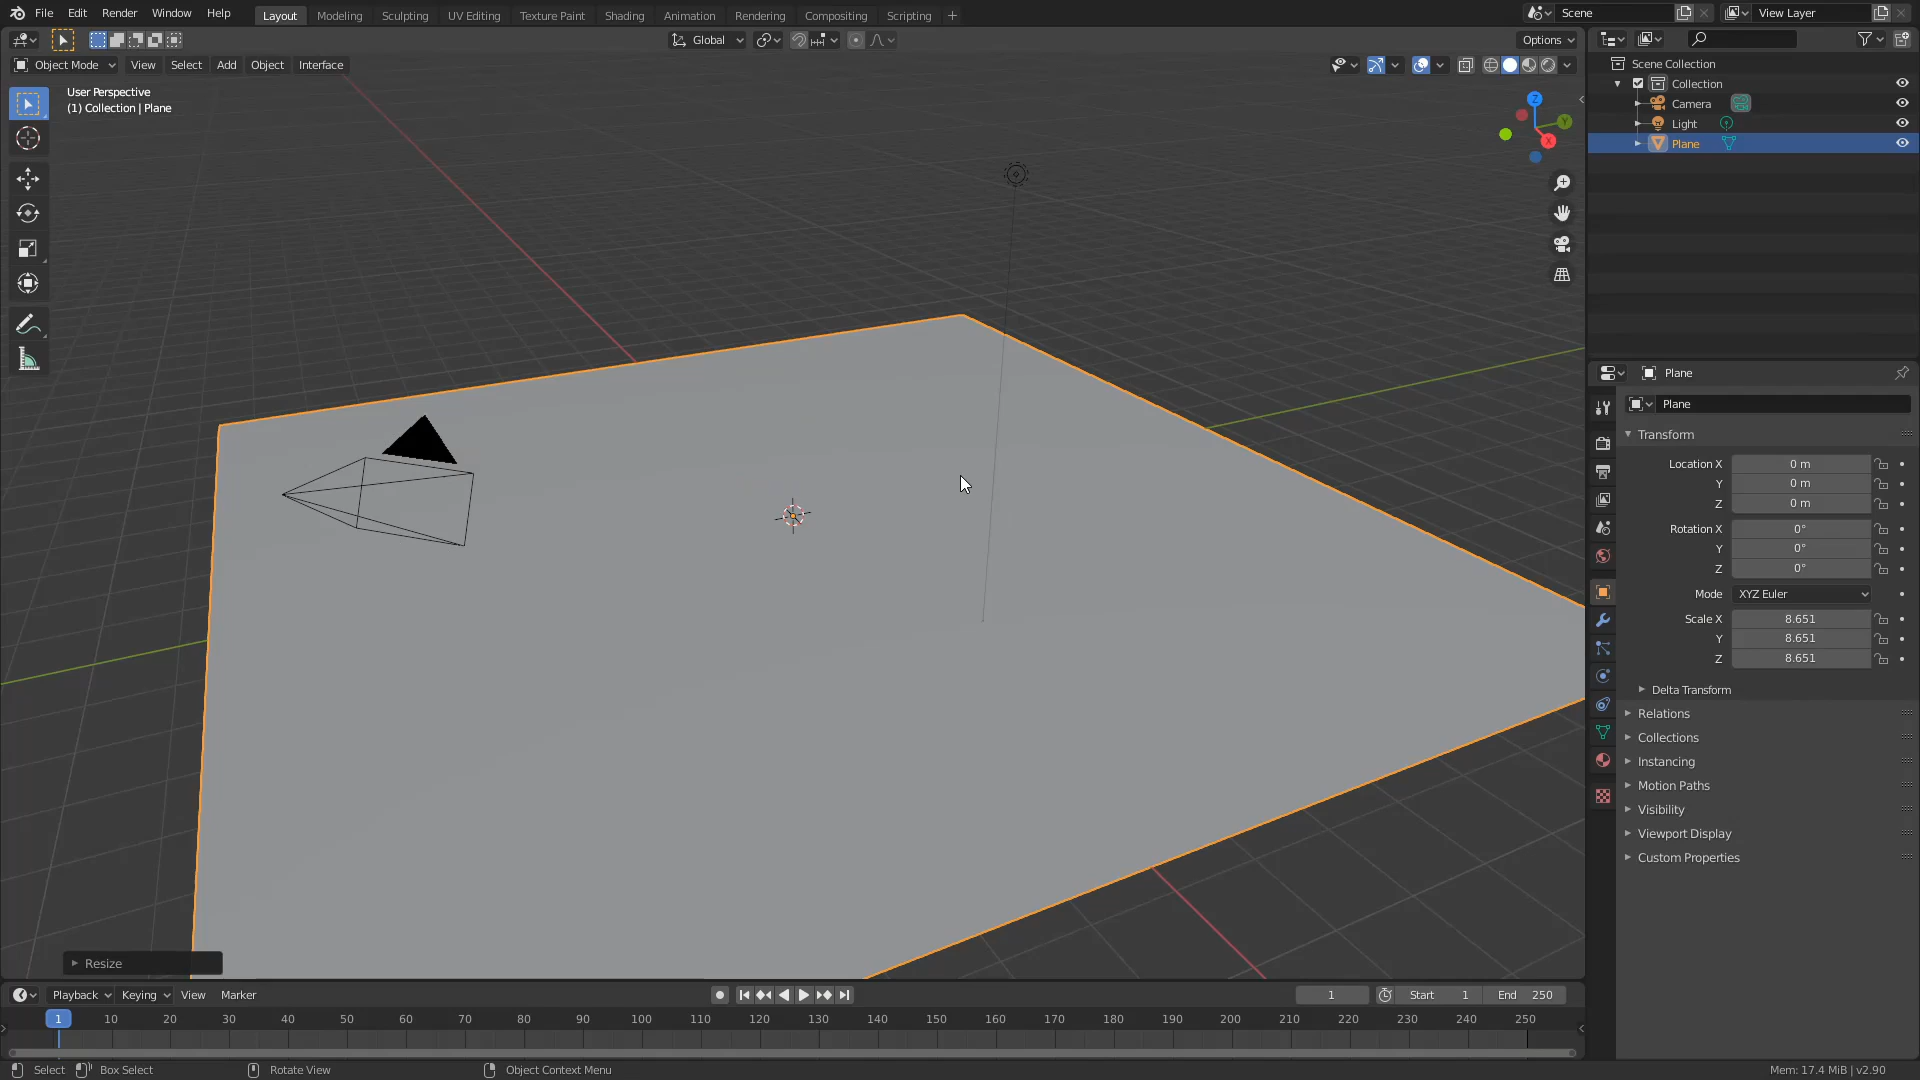 File Edit Render Window Help Layout Modeling Sculpting UV Editing Texture Paint Shading Animation Rendering Compositing Scripting + Scene View Layer
Global Options
Object Mode View Select Add Object Interface
User Perspective
(1) Collection | Plane
Z
Y
X
Scene Collection
Collection
Camera
Light
Plane
Plane
Plane
Transform
Location X 0 m
Y 0 m
Z 0 m
Rotation X 0°
Y 0°
Z 0°
Mode XYZ Euler
Scale X 8.651
Y 8.651
Z 8.651
Delta Transform
Relations
Collections
Instancing
Motion Paths
Visibility
Viewport Display
Custom Properties
Resize
Playback Keying View Marker 1 Start 1 End 250
1 10 20 30 40 50 60 70 80 90 100 110 120 130 140 150 160 170 180 190 200 210 220 230 240 250
Select Box Select Rotate View Object Context Menu Mem: 17.4 MiB | v2.90